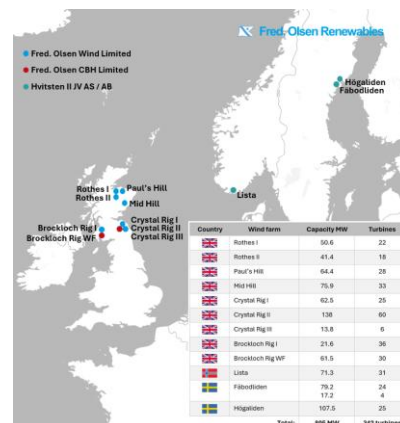 Fred. Olsen Renewables
Fred. Olsen Wind Limited
Fred. Olsen CBH Limited
Hvitsten II JV AS / AB
Högaliden
Fäbodliden
Lista
Rothes I
Paul's Hill
Rothes II
Mid Hill
Crystal Rig I
Brockloch Rig I
Crystal Rig II
Brockloch Rig WF
Crystal Rig III
Country Wind farm Capacity MW Turbines
Rothes I 50.6 22
Rothes II 41.4 18
Paul's Hill 64.4 28
Mid Hill 75.9 33
Crystal Rig I 62.5 25
Crystal Rig II 138 60
Crystal Rig III 13.8 6
Brockloch Rig I 21.6 36
Brockloch Rig WF 61.5 30
Lista 71.3 31
Fäbodliden 79.2 24
17.2 4
Högaliden 107.5 25
Total: MW turbines